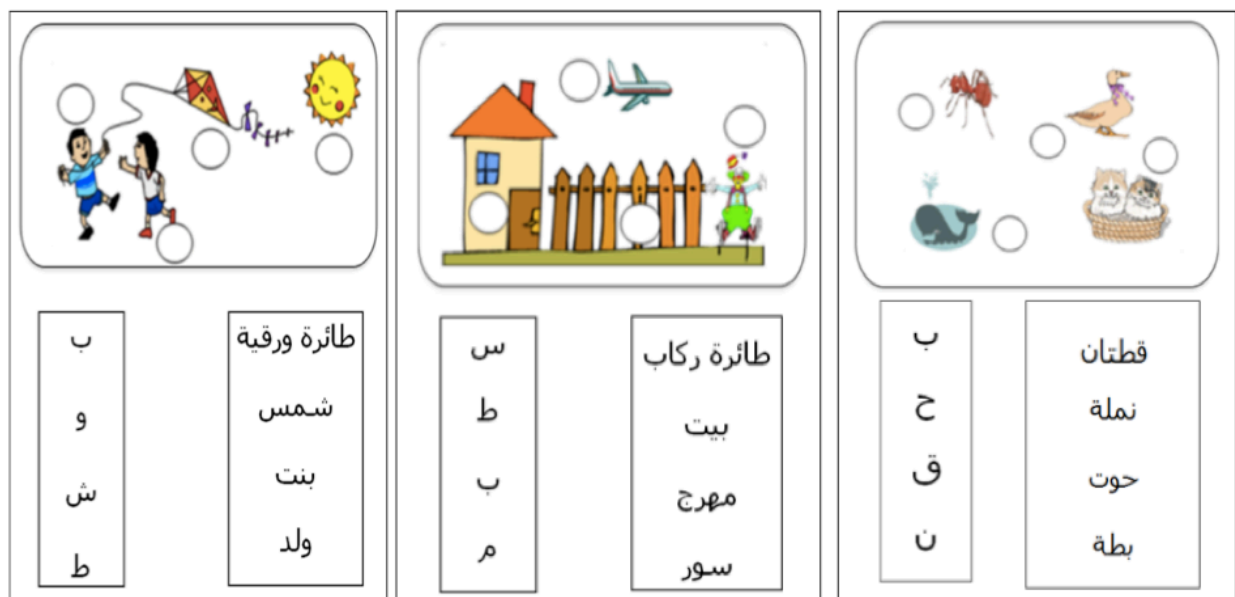 قطتان
نملة
حوت
بطة
ب
ح
ق
ن
طائرة ركاب
بيت
مهرج
سور
س
ط
ب
م
طائرة ورقية
شمس
بنت
ولد
ب
و
ش
ط